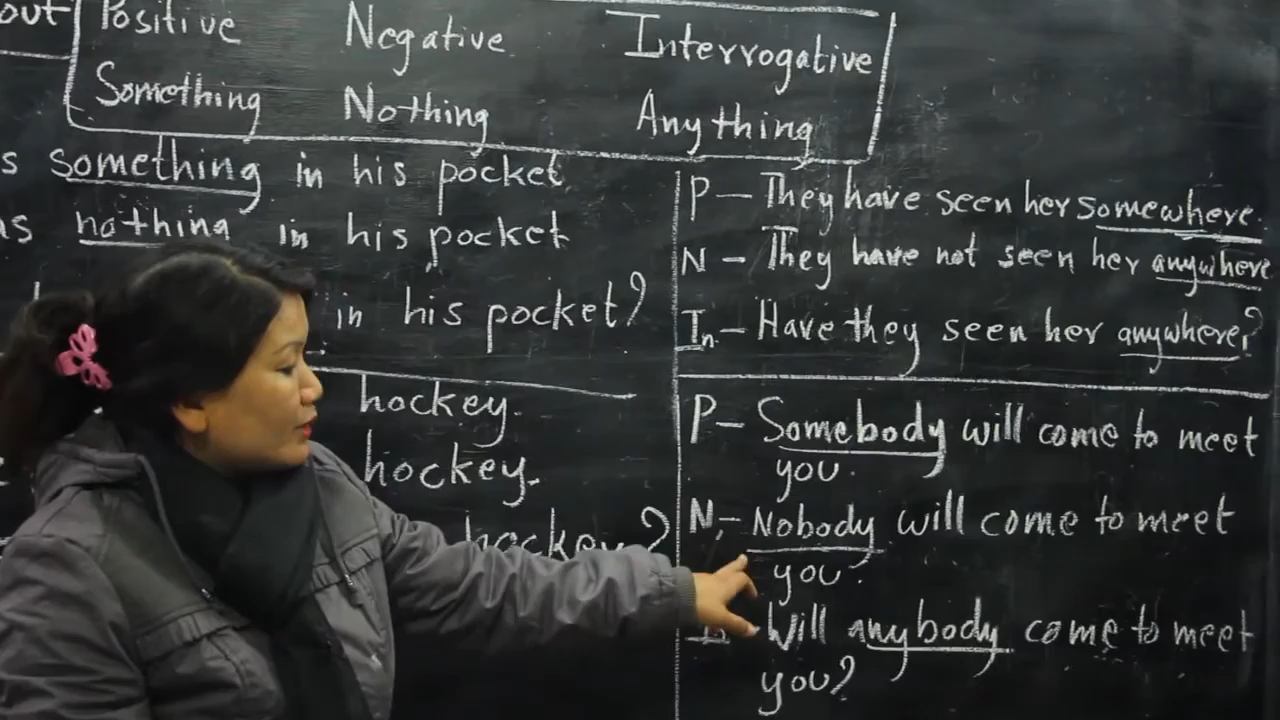 out Positive Negative Interrogative
Something Nothing Anything
s something in his pocket.
as nothing in his pocket
in his pocket?
hockey.
hockey.
hockey?
P - They have seen her somewhere.
N - They have not seen her anywhere
In - Have they seen her anywhere?
P - Somebody will come to meet
you.
N, - Nobody will come to meet
you.
In - Will anybody come to meet
you?